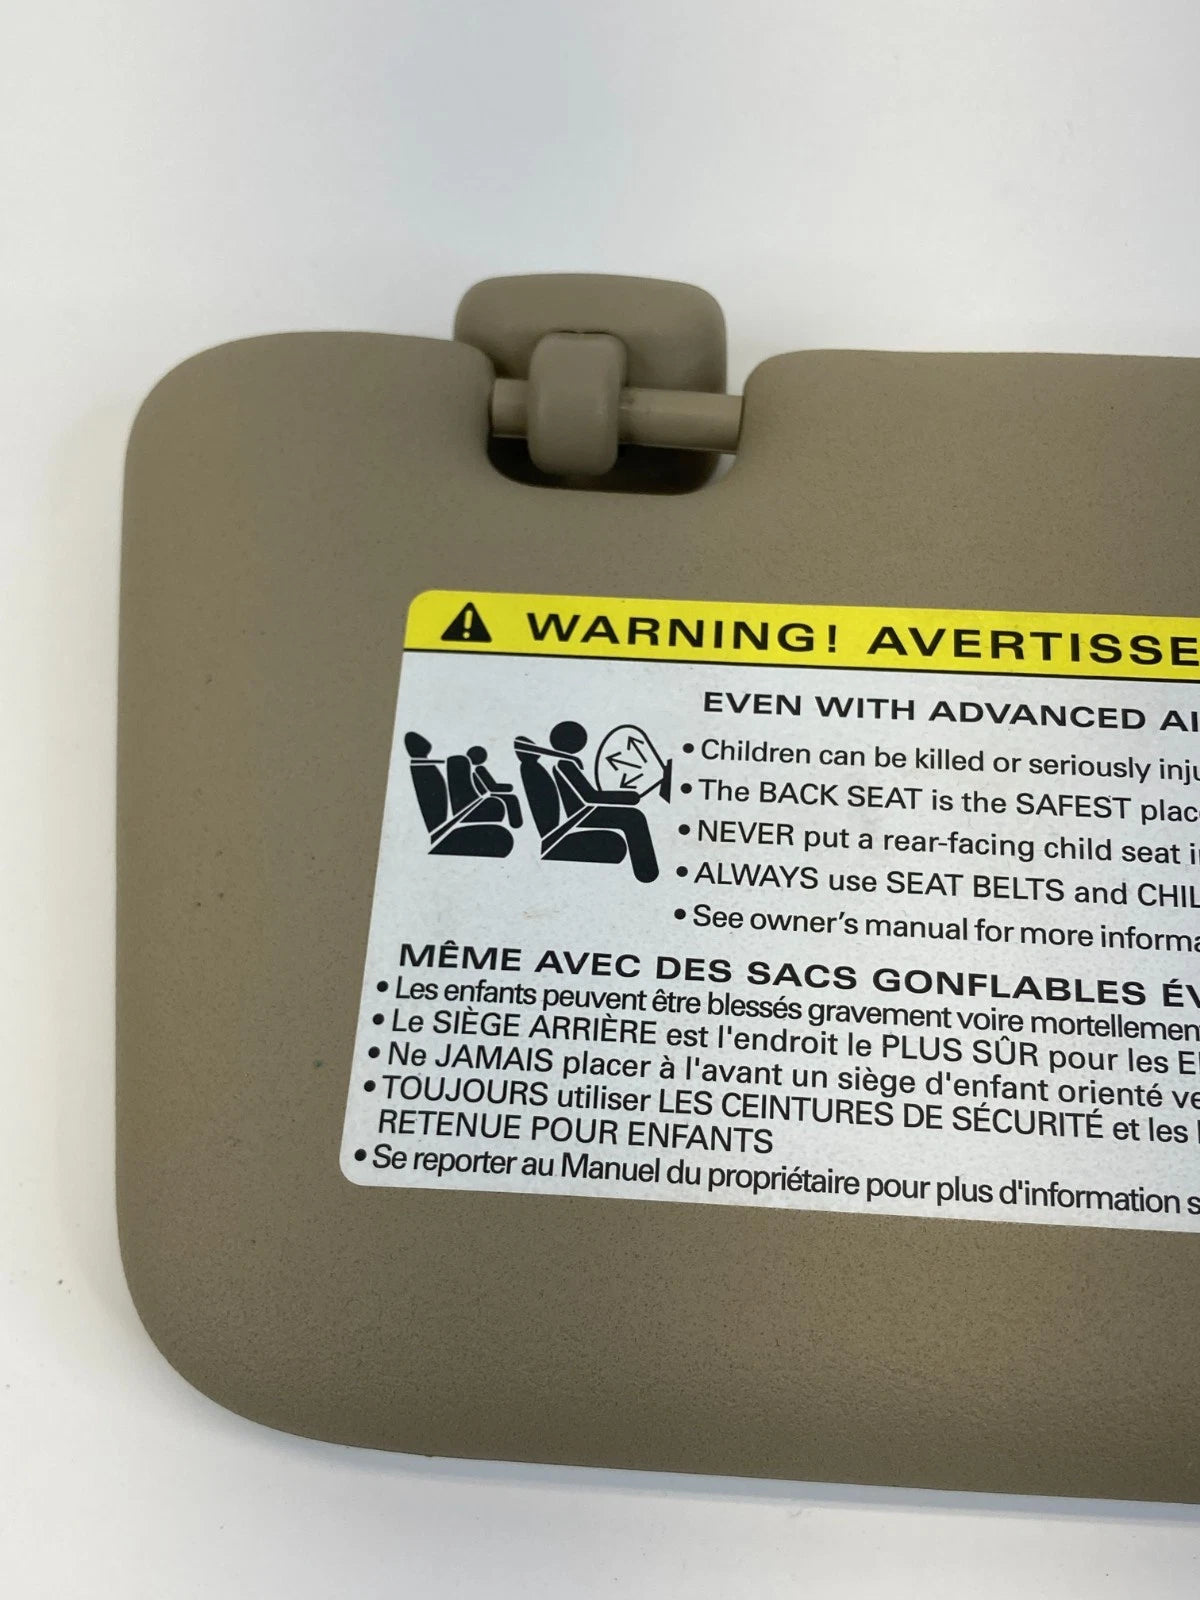 WARNING! AVERTISSE
EVEN WITH ADVANCED AI
• Children can be killed or seriously inju
• The BACK SEAT is the SAFEST plac
• NEVER put a rear-facing child seat i
• ALWAYS use SEAT BELTS and CHIL
• See owner's manual for more informa
MÊME AVEC DES SACS GONFLABLES ÉV
• Les enfants peuvent être blessés gravement voire mortellemen
• Le SIÈGE ARRIÈRE est l'endroit le PLUS SÛR pour les E
• Ne JAMAIS placer à l'avant un siège d'enfant orienté ve
• TOUJOURS utiliser LES CEINTURES DE SÉCURITÉ et les
RETENUE POUR ENFANTS
• Se reporter au Manuel du propriétaire pour plus d'information s